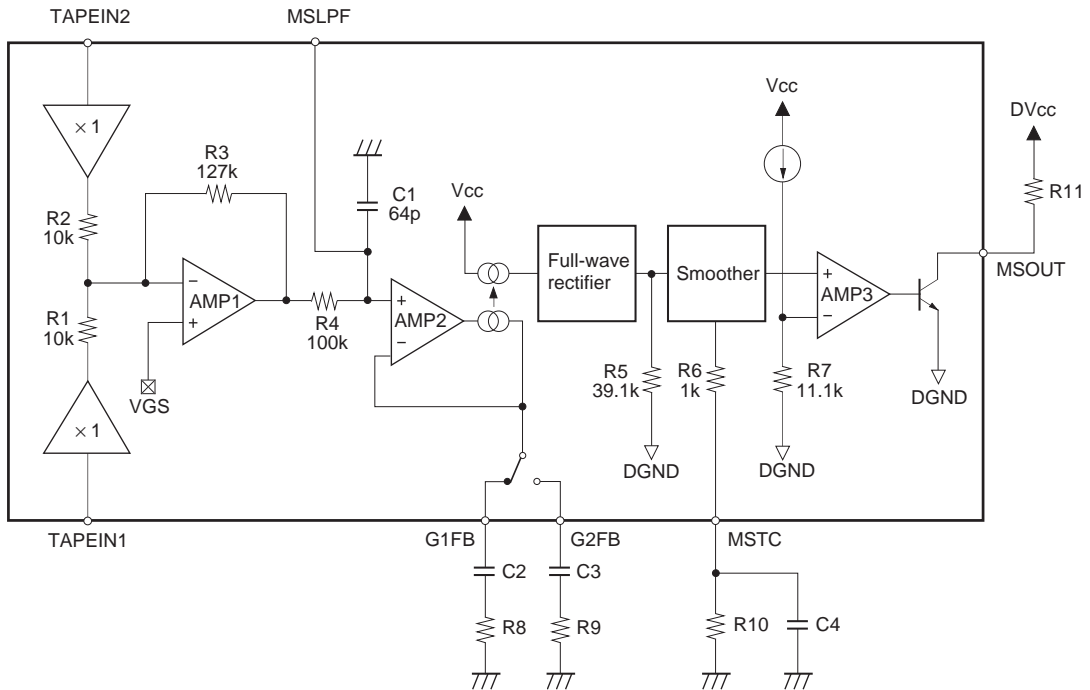 TAPEIN2
MSLPF
Vcc
DVcc
× 1
R3
127k
C1
64p
Vcc
R11
R2
10k
Full-wave
rectifier
Smoother
MSOUT
−
AMP1
+
+
AMP2
−
+
AMP3
−
R1
10k
R4
100k
R5
39.1k
R6
1k
R7
11.1k
VGS
DGND
× 1
DGND
DGND
TAPEIN1
G1FB
G2FB
MSTC
C2
C3
R8
R9
R10
C4